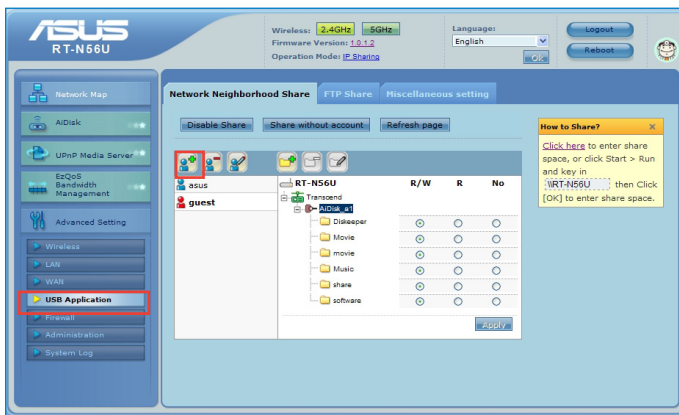 ASUS
RT-N56U
Wireless: 2.4GHz 5GHz
Firmware Version: 1.0.1.2
Operation Mode: IP Sharing
Language:
English
OK
Logout
Reboot
Network Map
AiDisk
UPnP Media Server
EzQoS
Bandwidth
Management
Advanced Setting
Wireless
LAN
WAN
USB Application
Firewall
Administration
System Log
Network Neighborhood Share FTP Share Miscellaneous setting
Disable Share Share without account Refresh page
asus
guest
RT-N56U R/W R No
Transcend
AiDisk_a1
Diskeeper
Movie
movie
Music
share
software
Apply
How to Share? X
Click here to enter share
space, or click Start > Run
and key in
\\RT-N56U then Click
[OK] to enter share space.